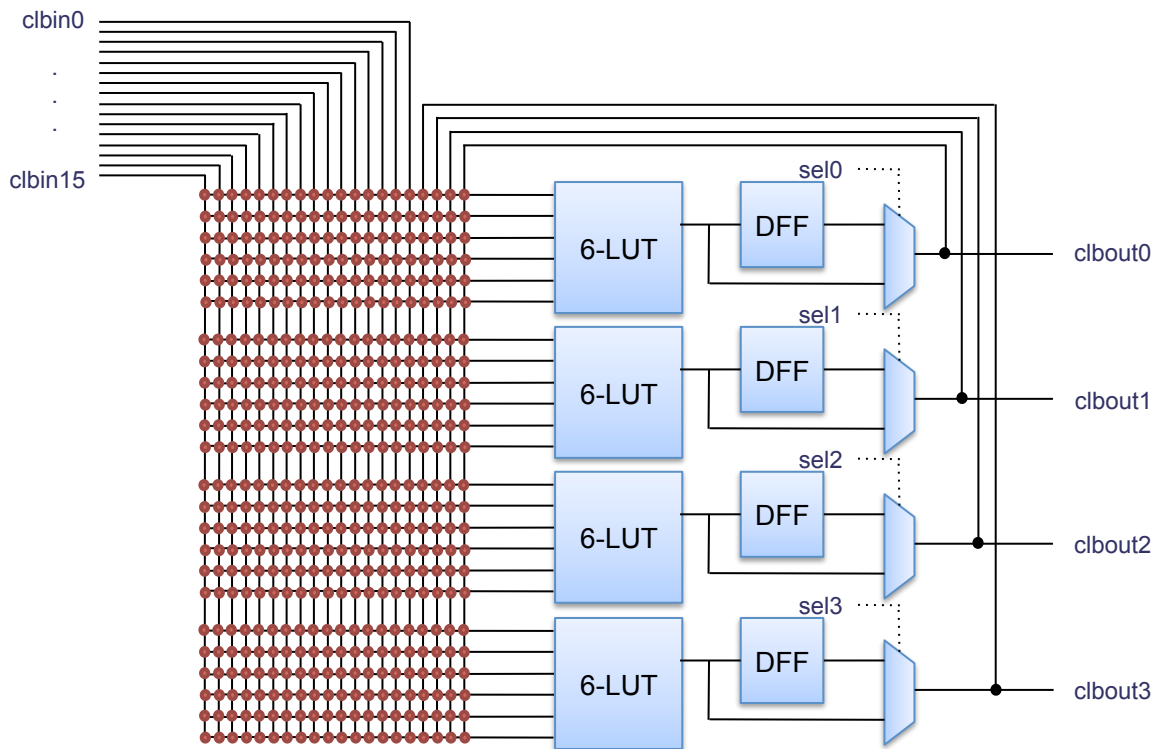 clbin0
.
.
.
clbin15
sel0
6-LUT
DFF
clbout0
sel1
6-LUT
DFF
clbout1
sel2
6-LUT
DFF
clbout2
sel3
6-LUT
DFF
clbout3